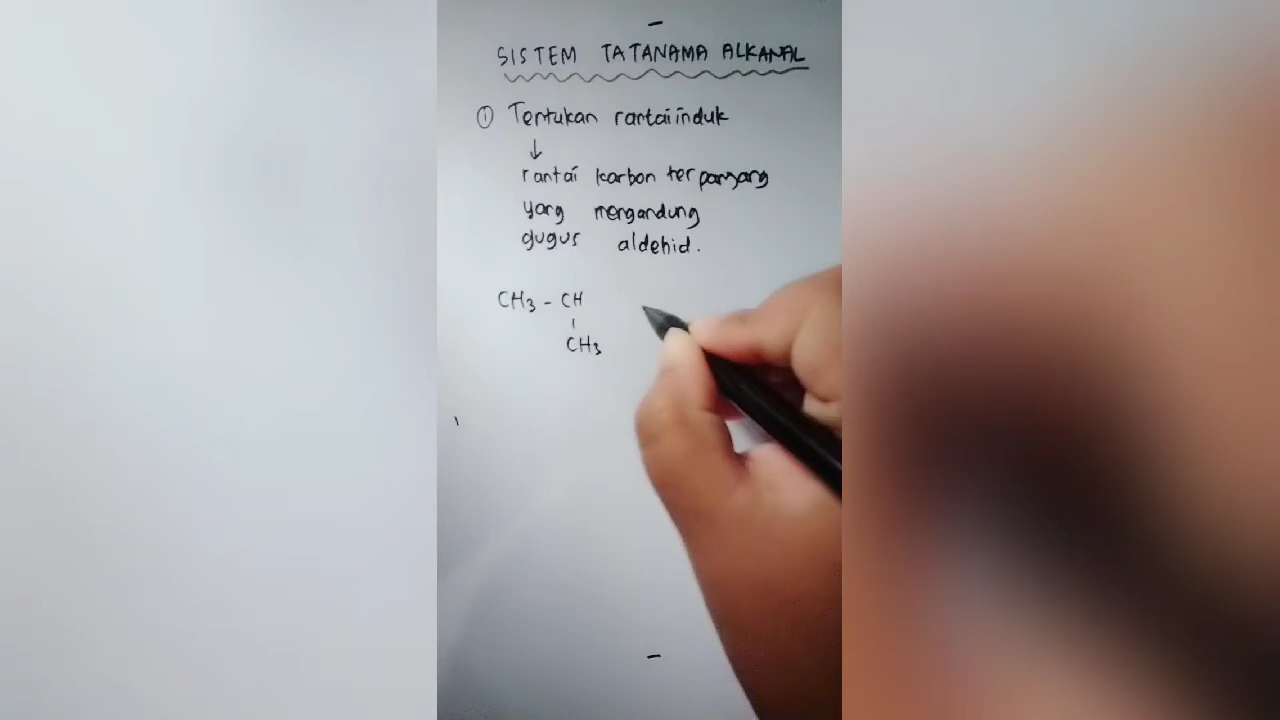 SISTEM TATANAMA ALKANAL
① Tentukan rantai induk
↓
rantai karbon terpanjang
yang mengandung
gugus aldehid.
CH₃ - CH
CH₃